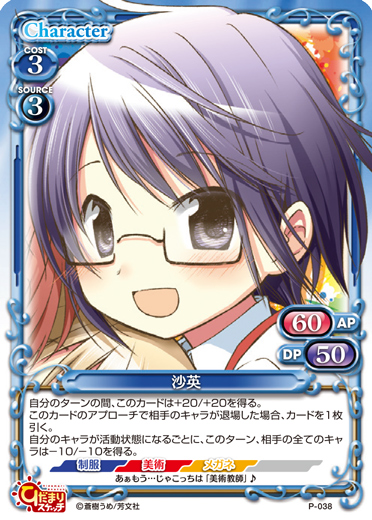 Character
COST
3
SOURCE
3
60 AP
DP 50
沙英
自分のターンの間、このカードは+20/+20を得る。
このカードのアプローチで相手のキャラが退場した場合、カードを1枚
引く。
自分のキャラが活動状態になるごとに、このターン、相手の全てのキャ
ラは−10/−10を得る。
制服 美術 メガネ
あぁもう…じゃこっちは「美術教師」♪
ひだまりスケッチ
©蒼樹うめ/芳文社
P-038